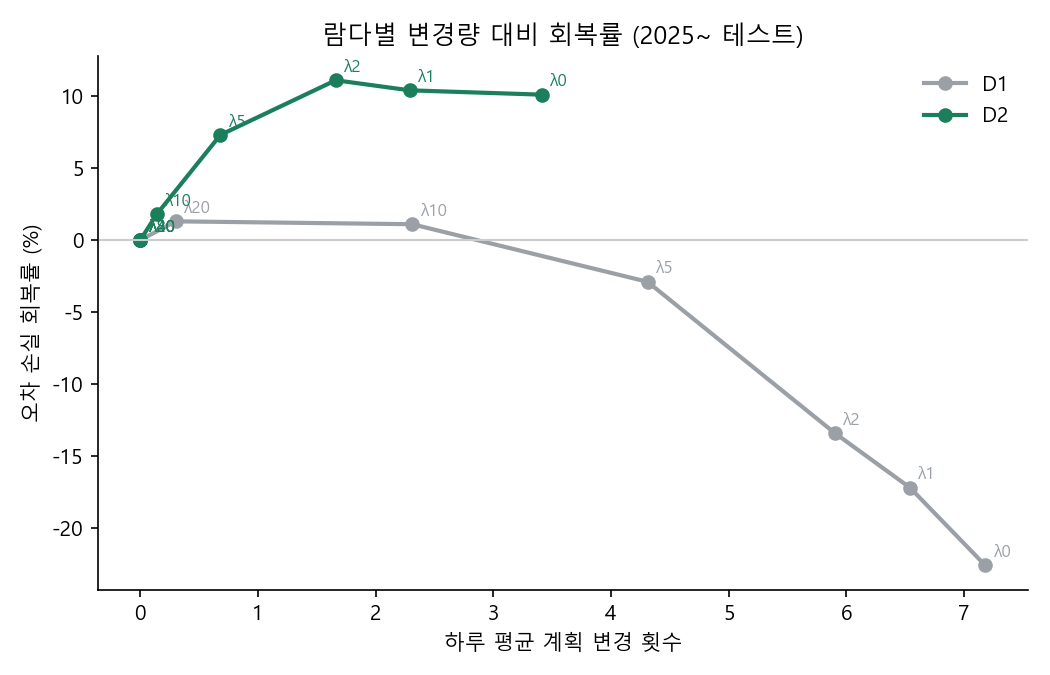 람다별 변경량 대비 회복률 (2025~ 테스트)
D1
D2
오차 손실 회복률 (%)
10
5
0
-5
-10
-15
-20
λ2
λ1
λ0
λ5
λ10
λ20
λ10
λ5
λ2
λ1
λ0
0 1 2 3 4 5 6 7
하루 평균 계획 변경 횟수